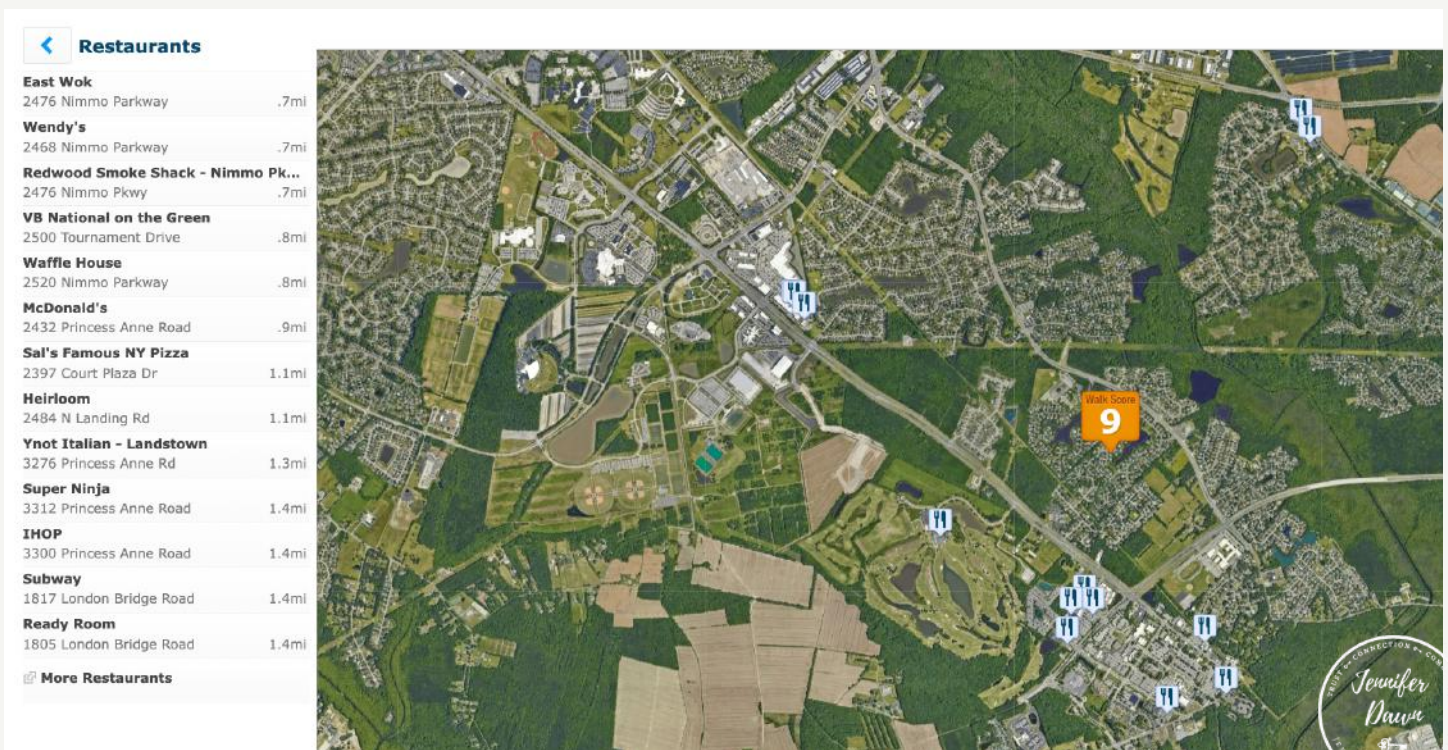 Restaurants
East Wok
2476 Nimmo Parkway .7mi
Wendy's
2468 Nimmo Parkway .7mi
Redwood Smoke Shack - Nimmo Pk...
2476 Nimmo Pkwy .7mi
VB National on the Green
2500 Tournament Drive .8mi
Waffle House
2520 Nimmo Parkway .8mi
McDonald's
2432 Princess Anne Road .9mi
Sal's Famous NY Pizza
2397 Court Plaza Dr 1.1mi
Heirloom
2484 N Landing Rd 1.1mi
Ynot Italian - Landstown
3276 Princess Anne Rd 1.3mi
Super Ninja
3312 Princess Anne Road 1.4mi
IHOP
3300 Princess Anne Road 1.4mi
Subway
1817 London Bridge Road 1.4mi
Ready Room
1805 London Bridge Road 1.4mi
More Restaurants
Walk Score
9
CONNECTION
Jennifer
Dawn